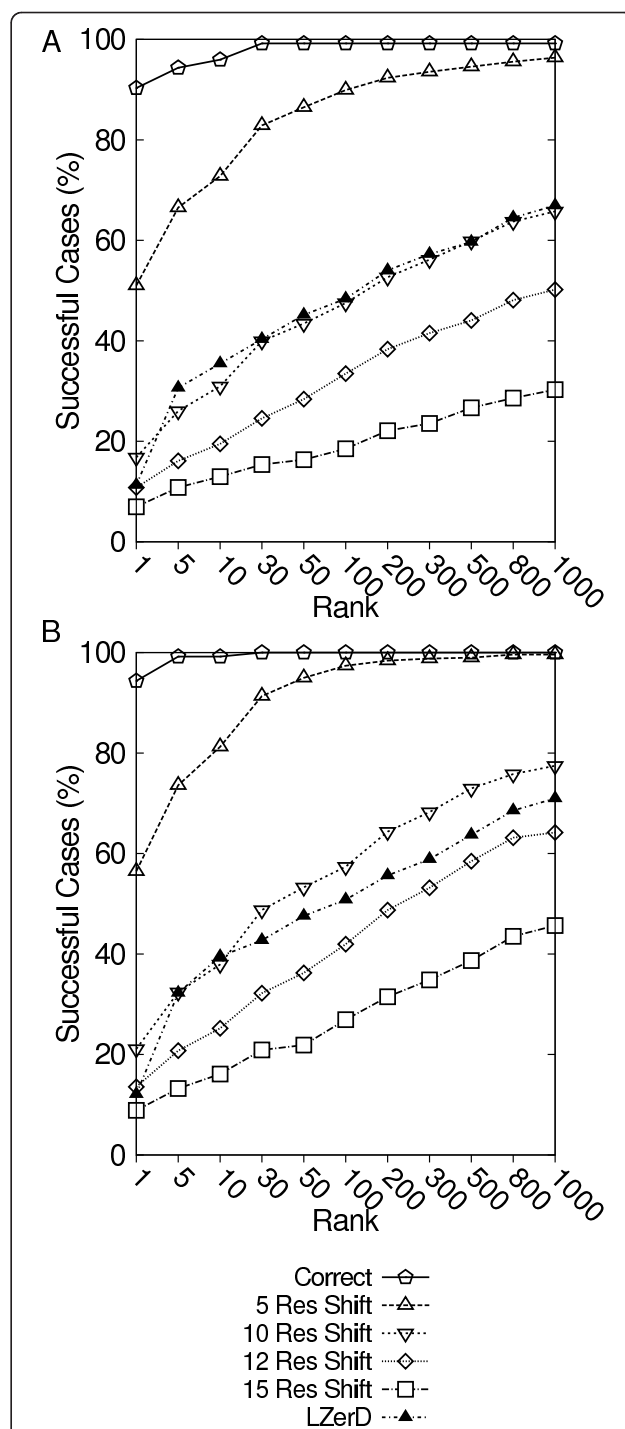 A
Successful Cases (%)
100
80
60
40
20
0
1 5 10 30 50 100 200 300 500 800 1000
Rank
B
Successful Cases (%)
100
80
60
40
20
0
1 5 10 30 50 100 200 300 500 800 1000
Rank
Correct
5 Res Shift
10 Res Shift
12 Res Shift
15 Res Shift
LZerD